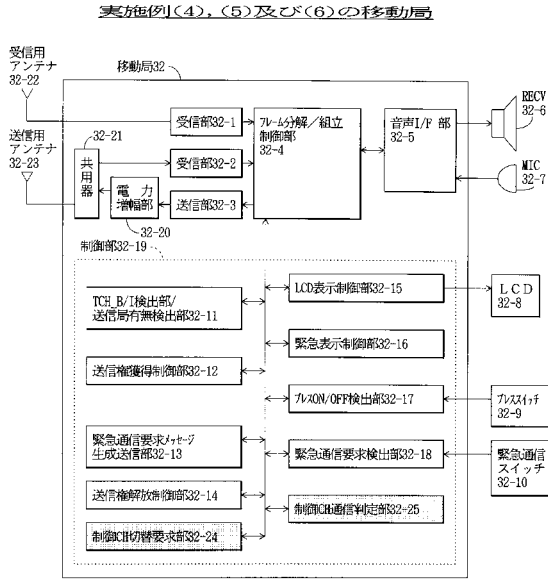 実施例(4), (5)及び(6)の移動局
受信用
アンテナ
32-22
移動局32
送信用
アンテナ
32-23
32-21
共用器
受信部32-1
受信部32-2
送信部32-3
電力
増幅部
32-20
フレーム分解/組立
制御部
32-4
音声I/F 部
32-5
RECV
32-6
MIC
32-7
制御部32-19
TCH_B/I検出部/
送信局有無検出部32-11
送信権獲得制御部32-12
緊急通信要求メッセージ
生成送信部32-13
送信権解放制御部32-14
制御CH切替要求部32-24
LCD表示制御部32-15
緊急表示制御部32-16
プレスON/OFF検出部32-17
緊急通信要求検出部32-18
制御CH通信判定部32-25
LCD
32-8
プレススイッチ
32-9
緊急通信
スイッチ
32-10